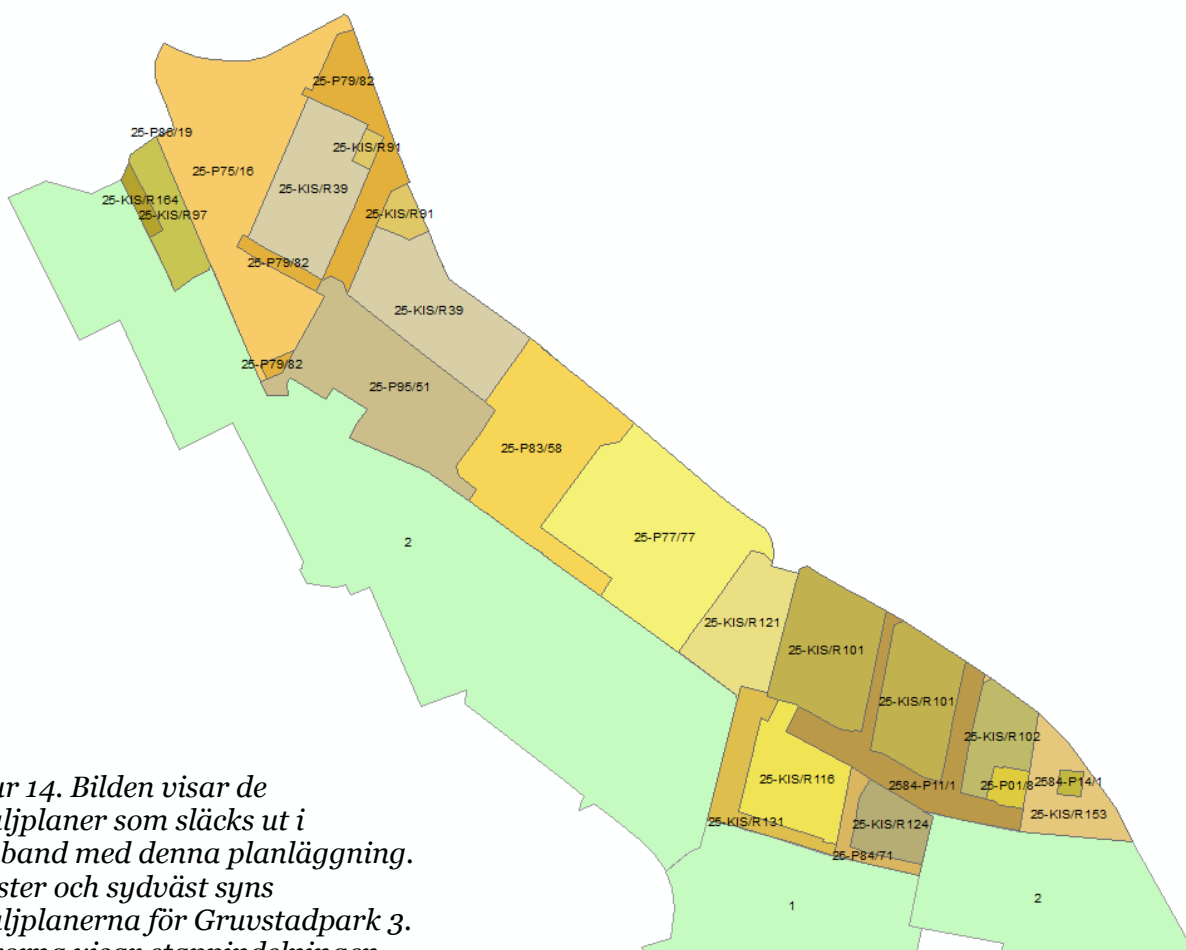 25-P79/82
25-P86/19
25-KIS/R91
25-P75/16
25-KIS/R39
25-KIS/R164
25-KIS/R97
25-KIS/R91
25-P79/82
25-KIS/R39
25-P79/82
25-P95/51
25-P83/58
2
25-P77/77
25-KIS/R121
25-KIS/R101
25-KIS/R101
25-KIS/R102
25-KIS/R116
2584-P11/1
25-P01/8
2584-P14/1
25-KIS/R131
25-KIS/R124
25-KIS/R153
25-P84/71
1
2
ur 14. Bilden visar de
ljplaner som släcks ut i
band med denna planläggning.
ster och sydväst syns
ljplanerna för Gruvstadpark 3.
visar etappindelningen